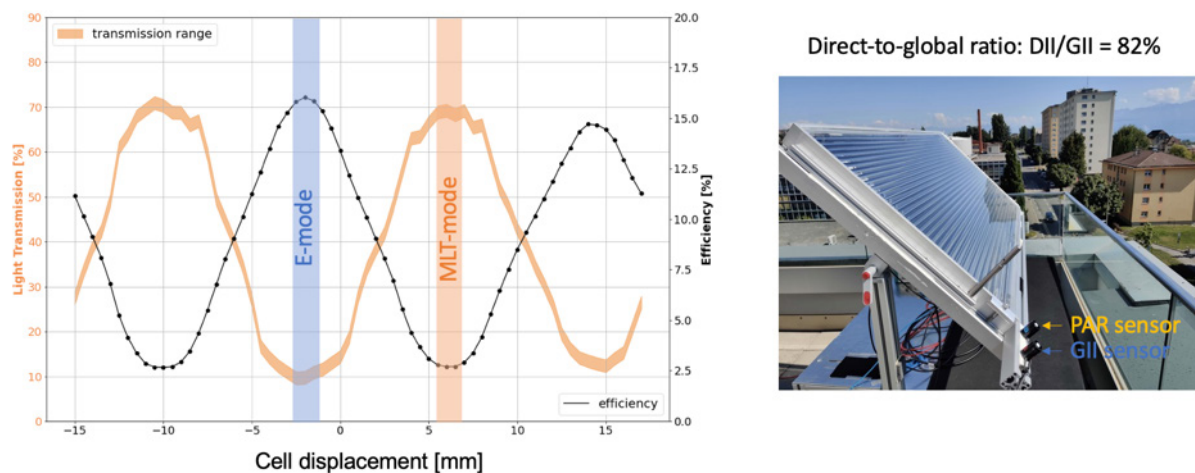 90
80
70
60
50
40
30
20
10
0
Light Transmission [%]
transmission range
E-mode
MLT-mode
efficiency
20.0
17.5
15.0
12.5
10.0
7.5
5.0
2.5
0.0
Efficiency [%]
−15
−10
−5
0
5
10
15
Cell displacement [mm]
Direct-to-global ratio: DII/GII = 82%
PAR sensor
GII sensor